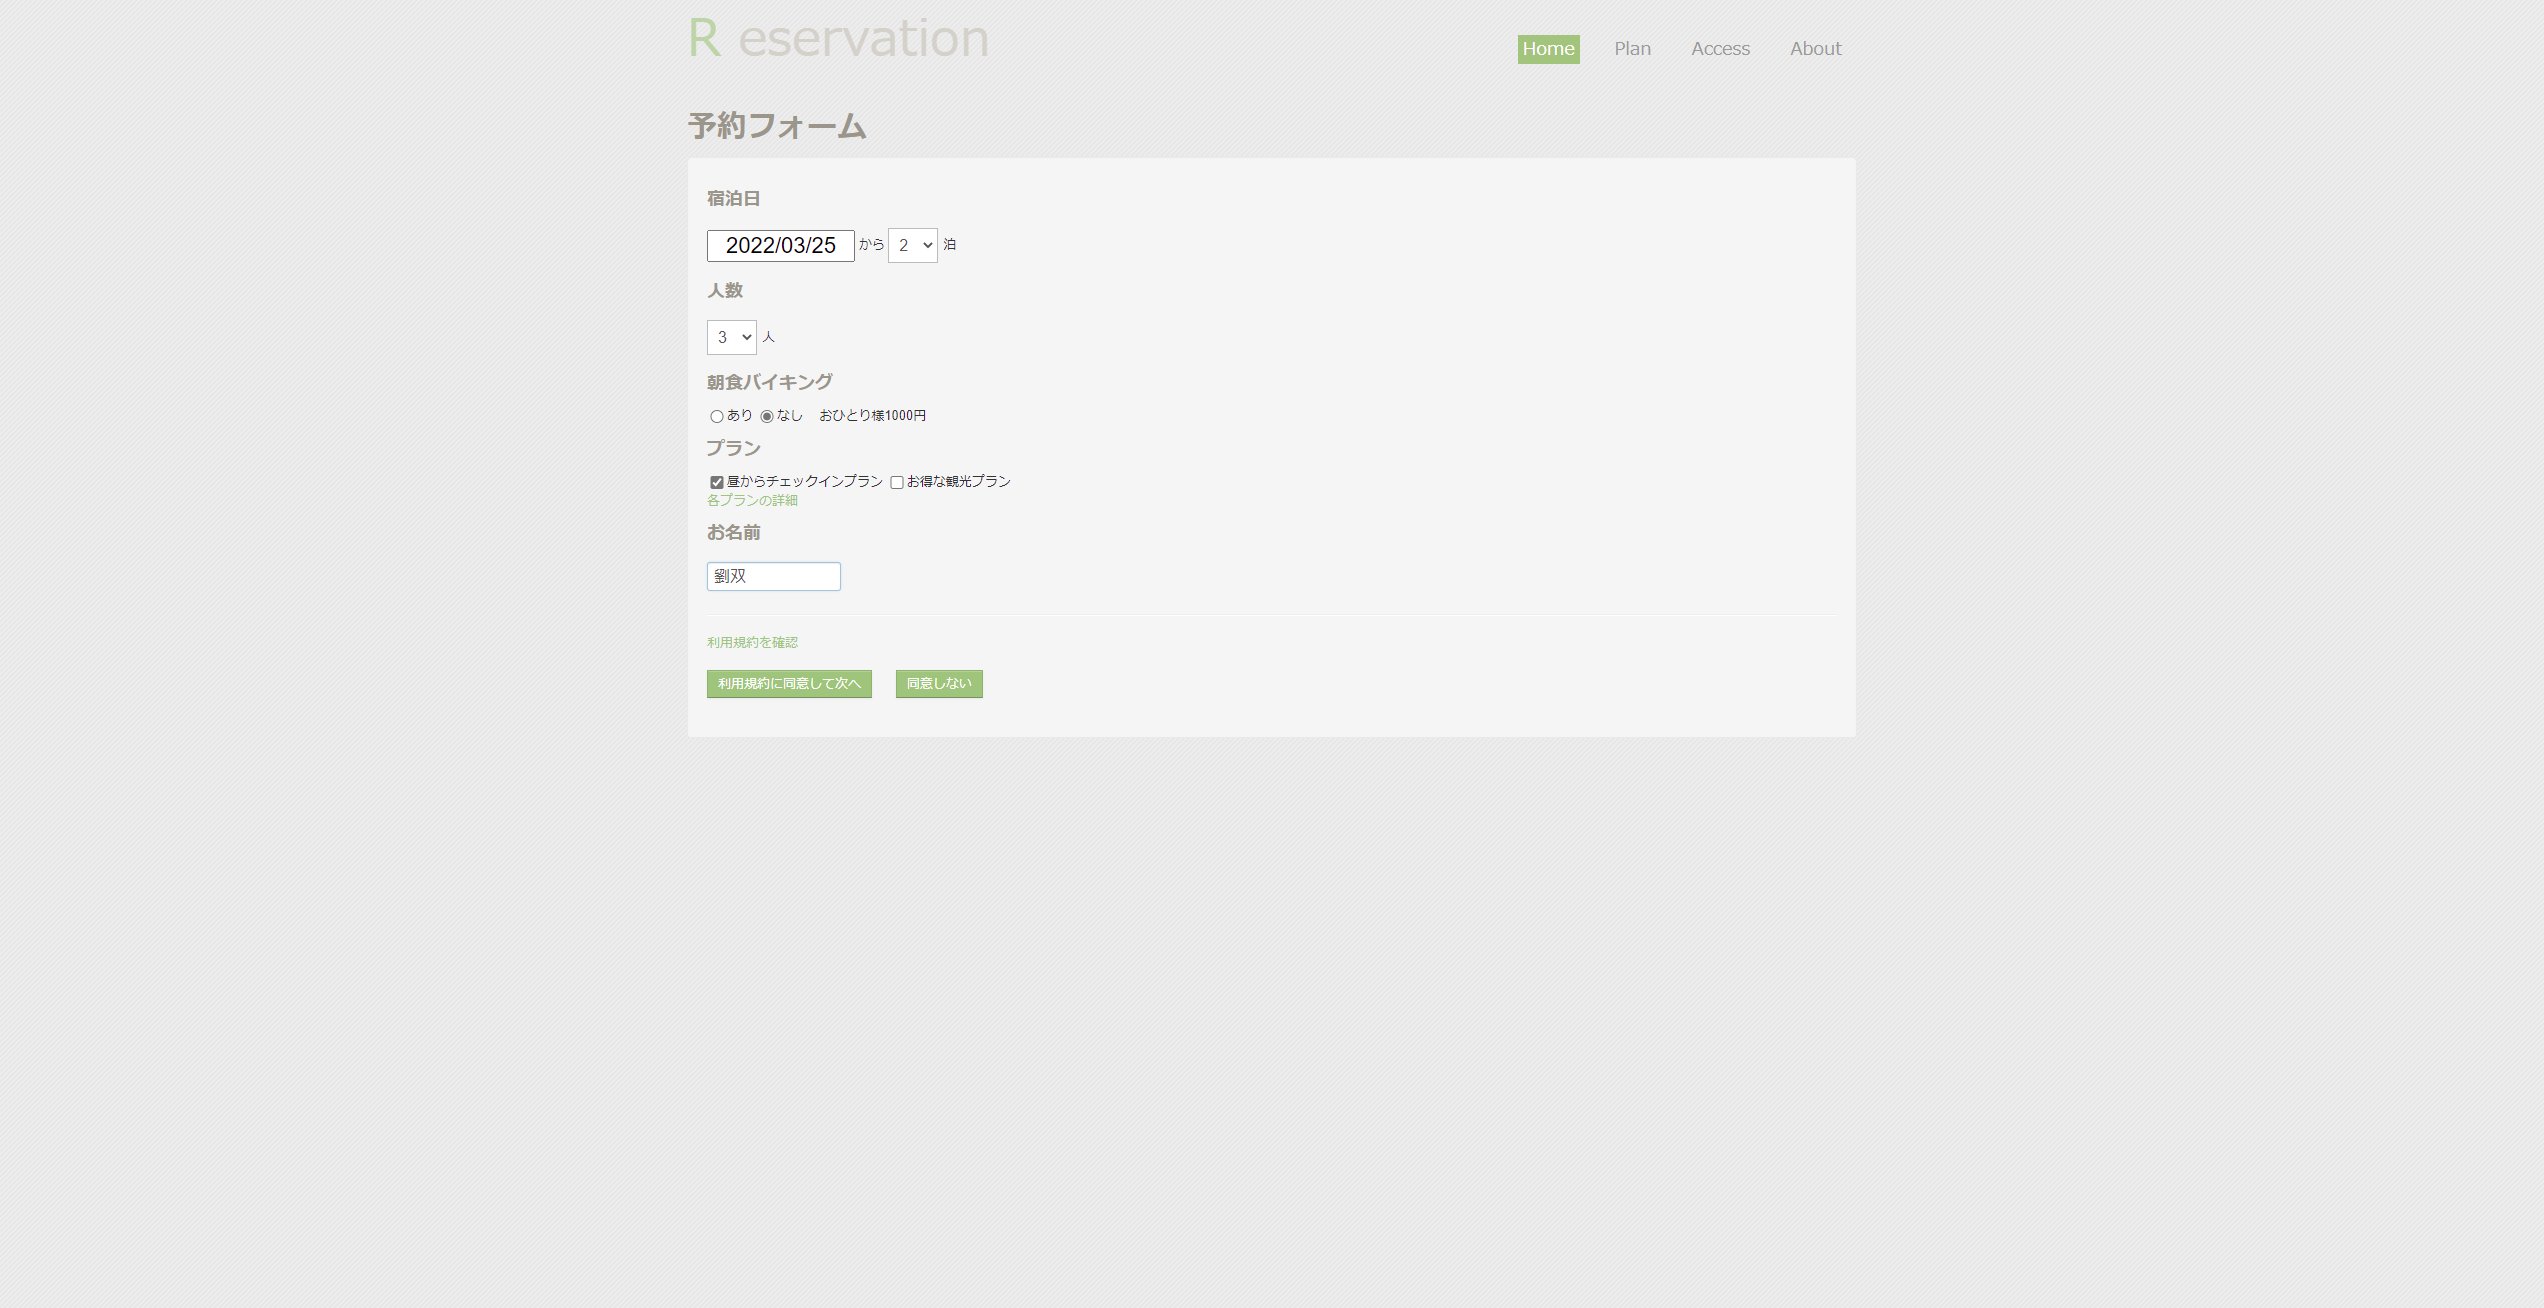 R eservation
Home Plan Access About
予約フォーム
宿泊日
2022/03/25 から 2 泊
人数
3 人
朝食バイキング
あり なし おひとり様1000円
プラン
昼からチェックインプラン お得な観光プラン
各プランの詳細
お名前
劉双
利用規約を確認
利用規約に同意して次へ 同意しない